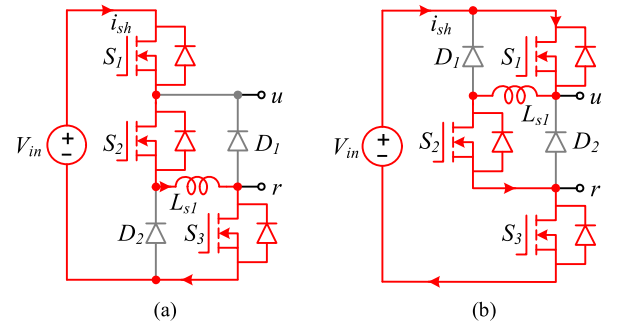 i_sh
S_1
u
V_in
S_2
D_1
r
L_s1
D_2
S_3
(a)
i_sh
D_1
S_1
u
L_s1
V_in
S_2
D_2
r
S_3
(b)